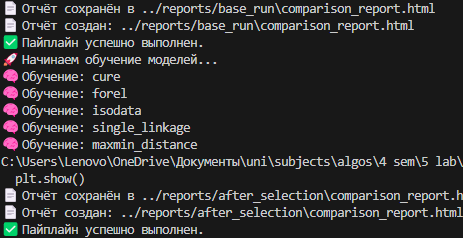 📄 Отчёт сохранён в ../reports/base_run\comparison_report.html
📄 Отчёт создан: ../reports/base_run\comparison_report.html
✅ Пайплайн успешно выполнен.
🚀 Начинаем обучение моделей...
🧠 Обучение: cure
🧠 Обучение: forel
🧠 Обучение: isodata
🧠 Обучение: single_linkage
🧠 Обучение: maxmin_distance
C:\Users\Lenovo\OneDrive\Документы\uni\subjects\algos\4 sem\5 lab\
plt.show()
📄 Отчёт сохранён в ../reports/after_selection\comparison_report.h
📄 Отчёт создан: ../reports/after_selection\comparison_report.html
✅ Пайплайн успешно выполнен.